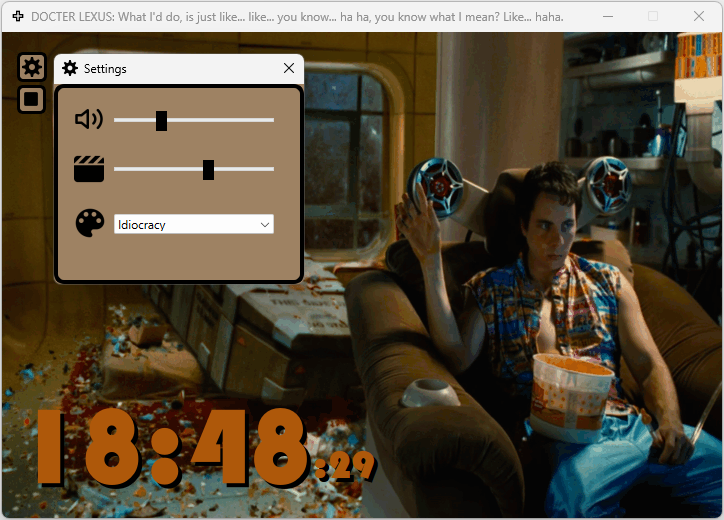 DOCTER LEXUS: What I'd do, is just like... like... you know... ha ha, you know what I mean? Like... haha.
Settings
Idiocracy
18:48:29